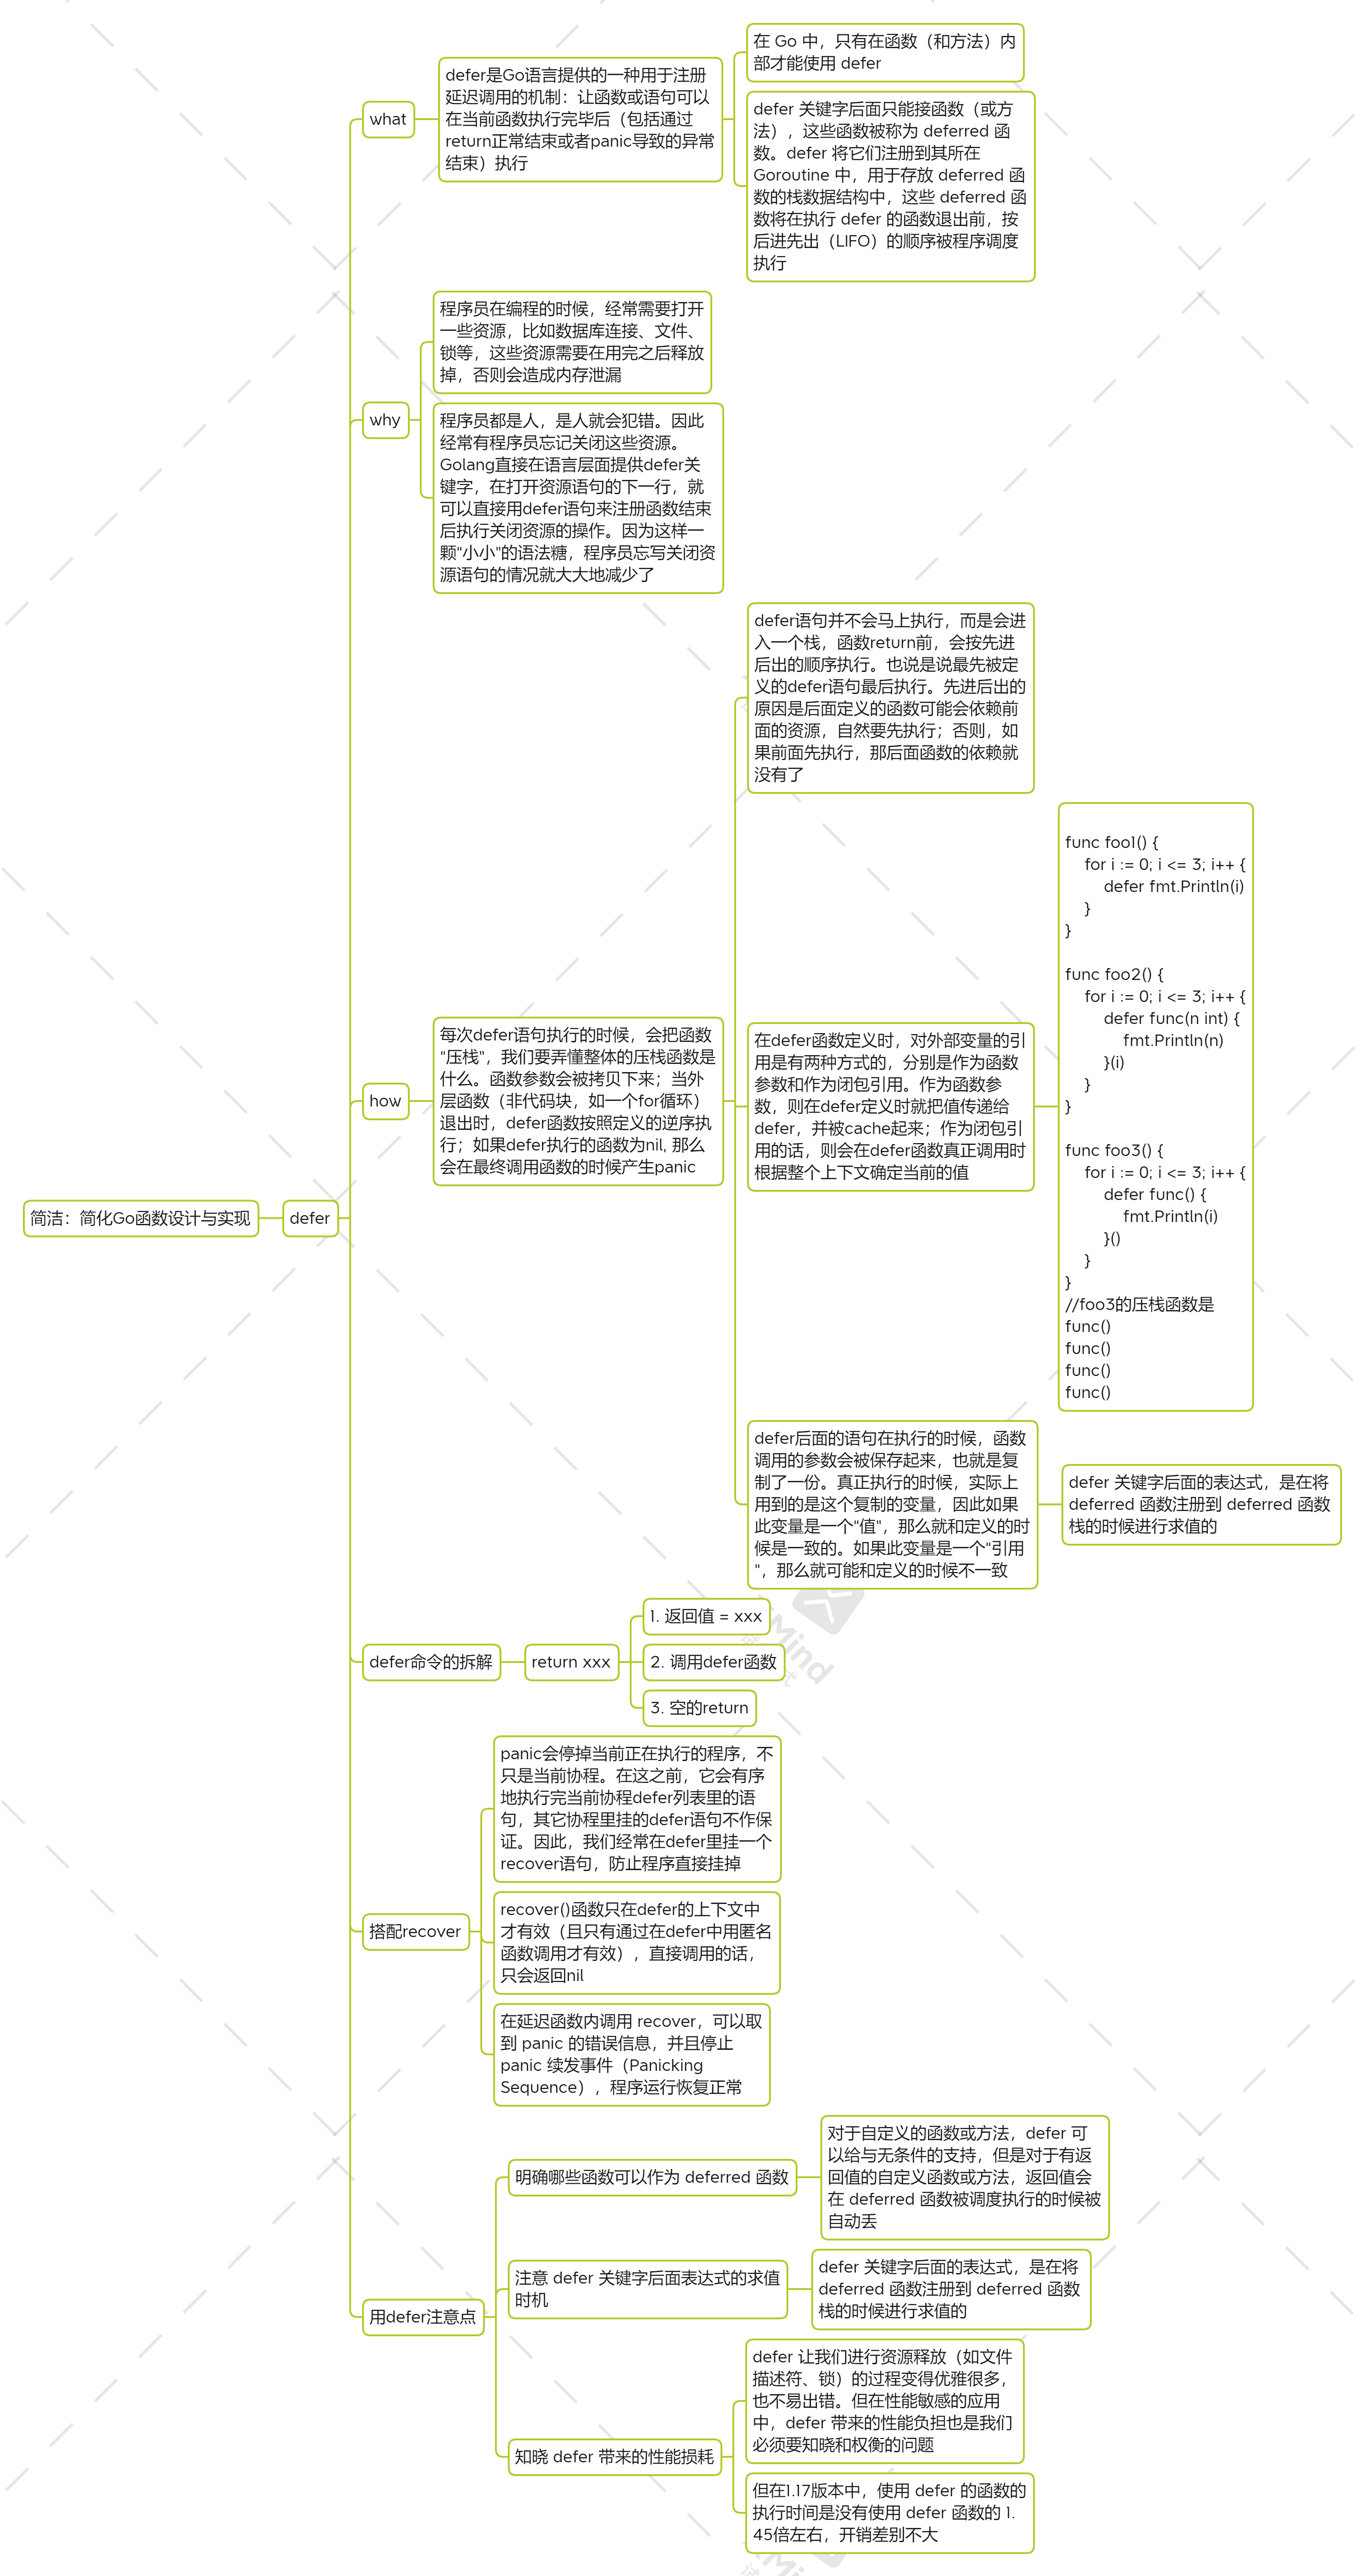 简洁：简化Go函数设计与实现
defer
what
defer是Go语言提供的一种用于注册
延迟调用的机制：让函数或语句可以
在当前函数执行完毕后（包括通过
return正常结束或者panic导致的异常
结束）执行
在 Go 中，只有在函数（和方法）内
部才能使用 defer
defer 关键字后面只能接函数（或方
法），这些函数被称为 deferred 函
数。defer 将它们注册到其所在
Goroutine 中，用于存放 deferred 函
数的栈数据结构中，这些 deferred 函
数将在执行 defer 的函数退出前，按
后进先出（LIFO）的顺序被程序调度
执行
why
程序员在编程的时候，经常需要打开
一些资源，比如数据库连接、文件、
锁等，这些资源需要在用完之后释放
掉，否则会造成内存泄漏
程序员都是人，是人就会犯错。因此
经常有程序员忘记关闭这些资源。
Golang直接在语言层面提供defer关
键字，在打开资源语句的下一行，就
可以直接用defer语句来注册函数结束
后执行关闭资源的操作。因为这样一
颗"小小"的语法糖，程序员忘写关闭资
源语句的情况就大大地减少了
how
每次defer语句执行的时候，会把函数
"压栈"，我们要弄懂整体的压栈函数是
什么。函数参数会被拷贝下来；当外
层函数（非代码块，如一个for循环）
退出时，defer函数按照定义的逆序执
行；如果defer执行的函数为nil, 那么
会在最终调用函数的时候产生panic
defer语句并不会马上执行，而是会进
入一个栈，函数return前，会按先进
后出的顺序执行。也说是说最先被定
义的defer语句最后执行。先进后出的
原因是后面定义的函数可能会依赖前
面的资源，自然要先执行；否则，如
果前面先执行，那后面函数的依赖就
没有了
在defer函数定义时，对外部变量的引
用是有两种方式的，分别是作为函数
参数和作为闭包引用。作为函数参
数，则在defer定义时就把值传递给
defer，并被cache起来；作为闭包引
用的话，则会在defer函数真正调用时
根据整个上下文确定当前的值
func foo1() {
    for i := 0; i <= 3; i++ {
        defer fmt.Println(i)
    }
}
func foo2() {
    for i := 0; i <= 3; i++ {
        defer func(n int) {
            fmt.Println(n)
        }(i)
    }
}
func foo3() {
    for i := 0; i <= 3; i++ {
        defer func() {
            fmt.Println(i)
        }()
    }
}
//foo3的压栈函数是
func()
func()
func()
func()
defer后面的语句在执行的时候，函数
调用的参数会被保存起来，也就是复
制了一份。真正执行的时候，实际上
用到的是这个复制的变量，因此如果
此变量是一个"值"，那么就和定义的时
候是一致的。如果此变量是一个"引用
"，那么就可能和定义的时候不一致
defer 关键字后面的表达式，是在将
deferred 函数注册到 deferred 函数
栈的时候进行求值的
defer命令的拆解
return xxx
1. 返回值 = xxx
2. 调用defer函数
3. 空的return
搭配recover
panic会停掉当前正在执行的程序，不
只是当前协程。在这之前，它会有序
地执行完当前协程defer列表里的语
句，其它协程里挂的defer语句不作保
证。因此，我们经常在defer里挂一个
recover语句，防止程序直接挂掉
recover()函数只在defer的上下文中
才有效（且只有通过在defer中用匿名
函数调用才有效），直接调用的话，
只会返回nil
在延迟函数内调用 recover，可以取
到 panic 的错误信息，并且停止
panic 续发事件（Panicking
Sequence），程序运行恢复正常
用defer注意点
明确哪些函数可以作为 deferred 函数
对于自定义的函数或方法，defer 可
以给与无条件的支持，但是对于有返
回值的自定义函数或方法，返回值会
在 deferred 函数被调度执行的时候被
自动丢
注意 defer 关键字后面表达式的求值
时机
defer 关键字后面的表达式，是在将
deferred 函数注册到 deferred 函数
栈的时候进行求值的
知晓 defer 带来的性能损耗
defer 让我们进行资源释放（如文件
描述符、锁）的过程变得优雅很多，
也不易出错。但在性能敏感的应用
中，defer 带来的性能负担也是我们
必须要知晓和权衡的问题
但在1.17版本中，使用 defer 的函数的
执行时间是没有使用 defer 函数的 1.
45倍左右，开销差别不大